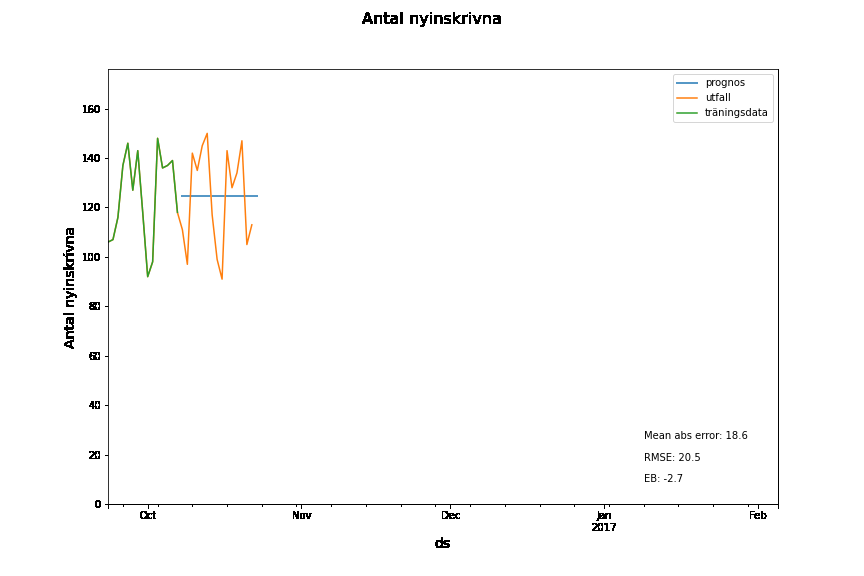 Antal nyinskrivna
prognos
utfall
träningsdata
160
140
120
100
80
60
40
20
0
Antal nyinskrivna
Mean abs error: 18.6
RMSE: 20.5
EB: -2.7
Oct
Nov
Dec
Jan
2017
Feb
ds